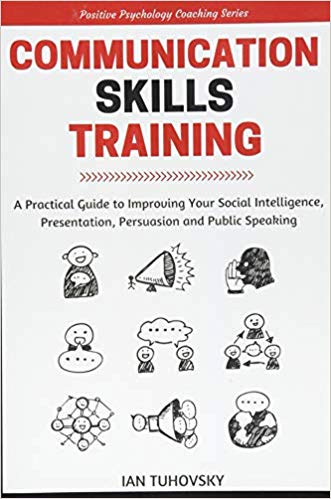 Positive Psychology Coaching Series
COMMUNICATION
SKILLS
TRAINING
A Practical Guide to Improving Your Social Intelligence,
Presentation, Persuasion and Public Speaking
IAN TUHOVSKY